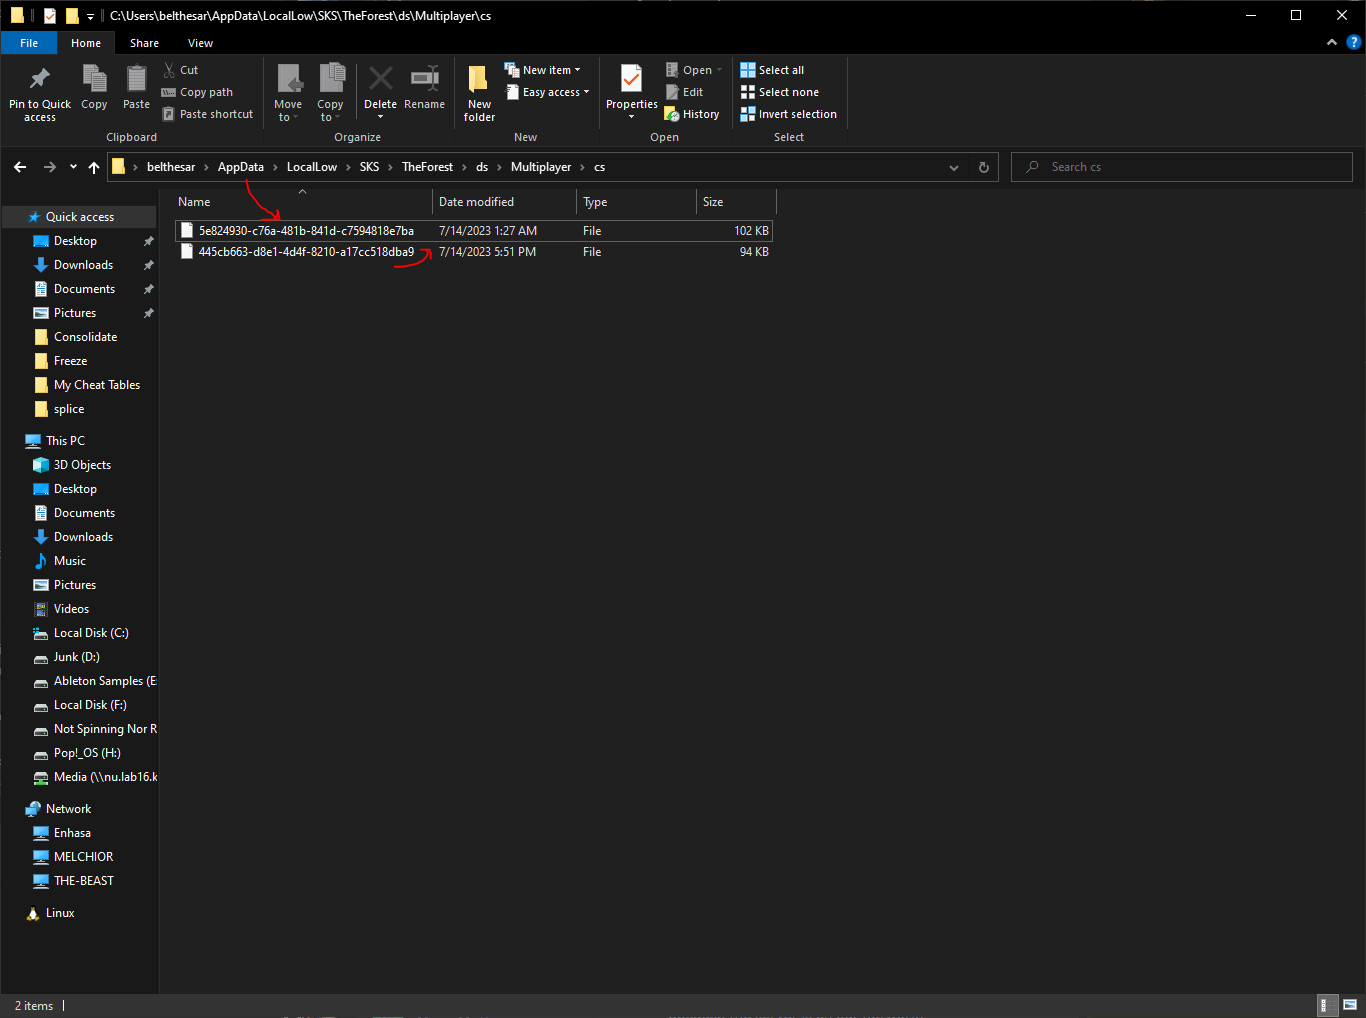 C:\Users\belthesar\AppData\LocalLow\SKS\TheForest\ds\Multiplayer\cs
File Home Share View
Pin to Quick access
Copy
Paste
Cut
Copy path
Paste shortcut
Clipboard
Move to
Copy to
Delete
Rename
Organize
New folder
New item
Easy access
New
Properties
Open
Edit
History
Open
Select all
Select none
Invert selection
Select
belthesar › AppData › LocalLow › SKS › TheForest › ds › Multiplayer › cs
Search cs
Name Date modified Type Size
5e824930-c76a-481b-841d-c7594818e7ba 7/14/2023 1:27 AM File 102 KB
445cb663-d8e1-4d4f-8210-a17cc518dba9 7/14/2023 5:51 PM File 94 KB
Quick access
Desktop
Downloads
Documents
Pictures
Consolidate
Freeze
My Cheat Tables
splice
This PC
3D Objects
Desktop
Documents
Downloads
Music
Pictures
Videos
Local Disk (C:)
Junk (D:)
Ableton Samples (E
Local Disk (F:)
Not Spinning Nor R
Pop!_OS (H:)
Media (\\nu.lab16.k
Network
Enhasa
MELCHIOR
THE-BEAST
Linux
2 items